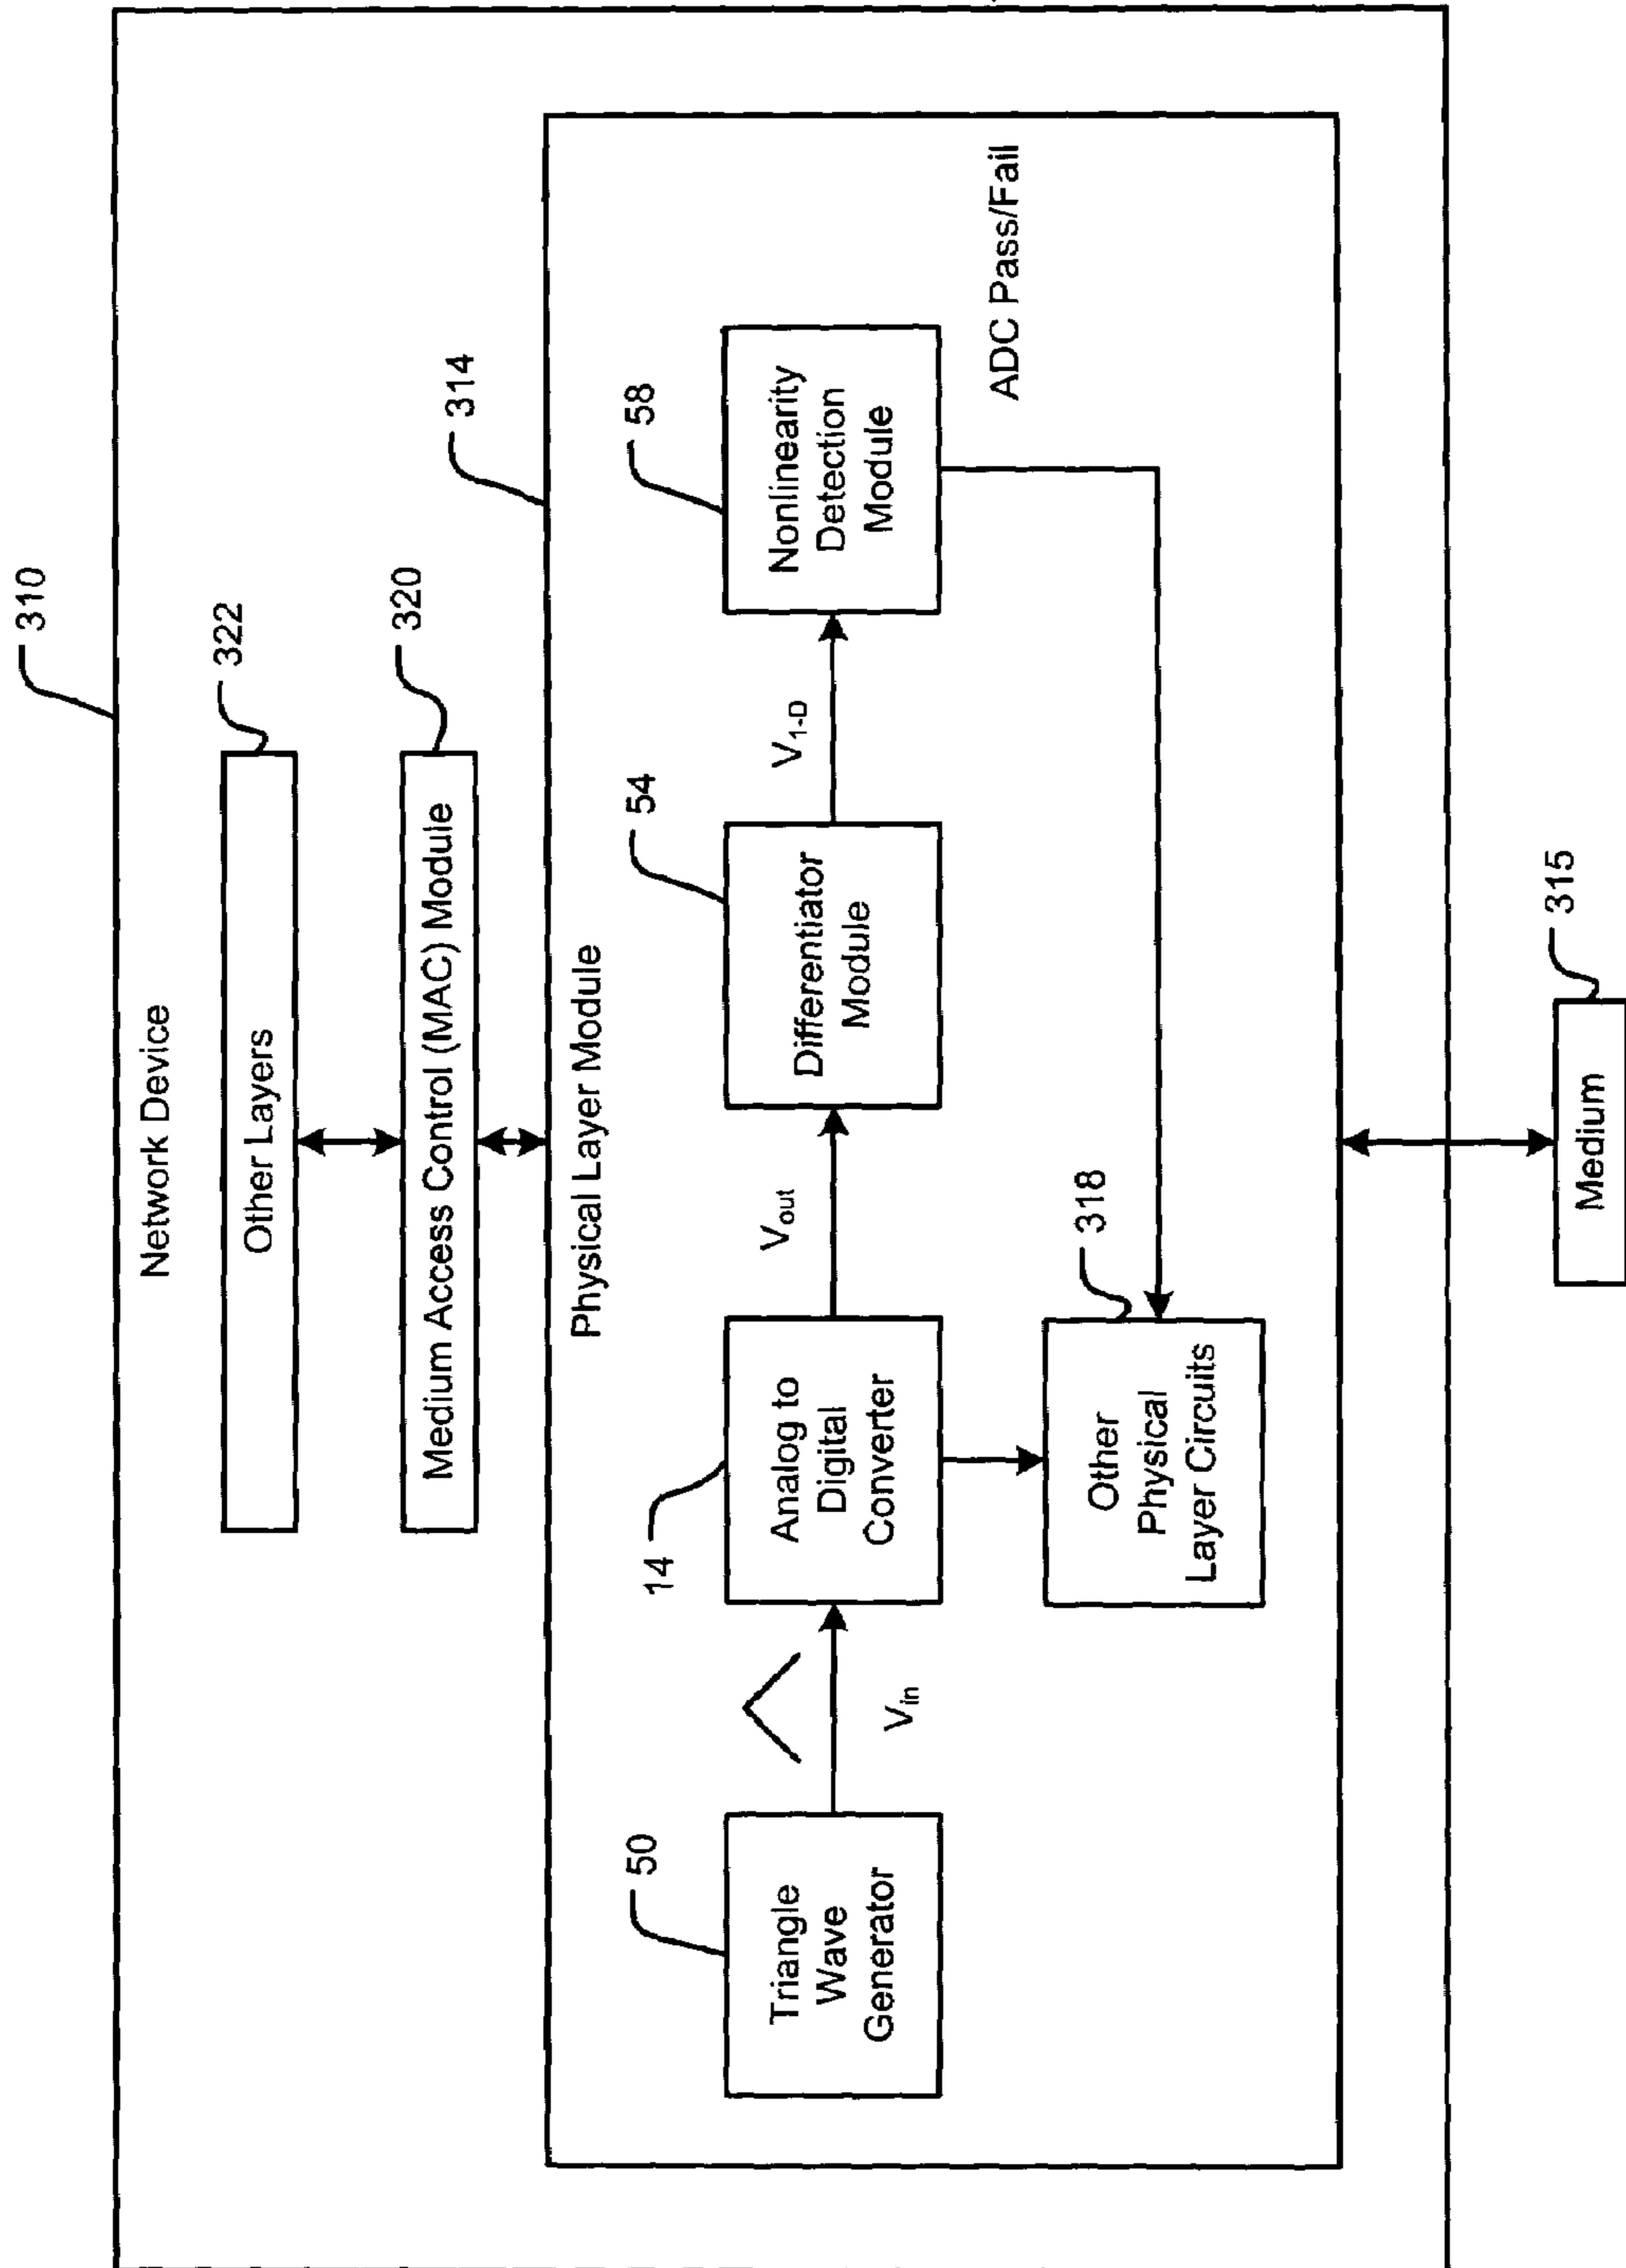 310
Network Device
322
Other Layers
320
Medium Access Control (MAC) Module
314
Physical Layer Module
50
Triangle
Wave
Generator
V_in
14
Analog to
Digital
Converter
V_out
54
Differentiator
Module
V_1-D
58
Nonlinearity
Detection
Module
ADC Pass/Fail
318
Other
Physical
Layer Circuits
315
Medium